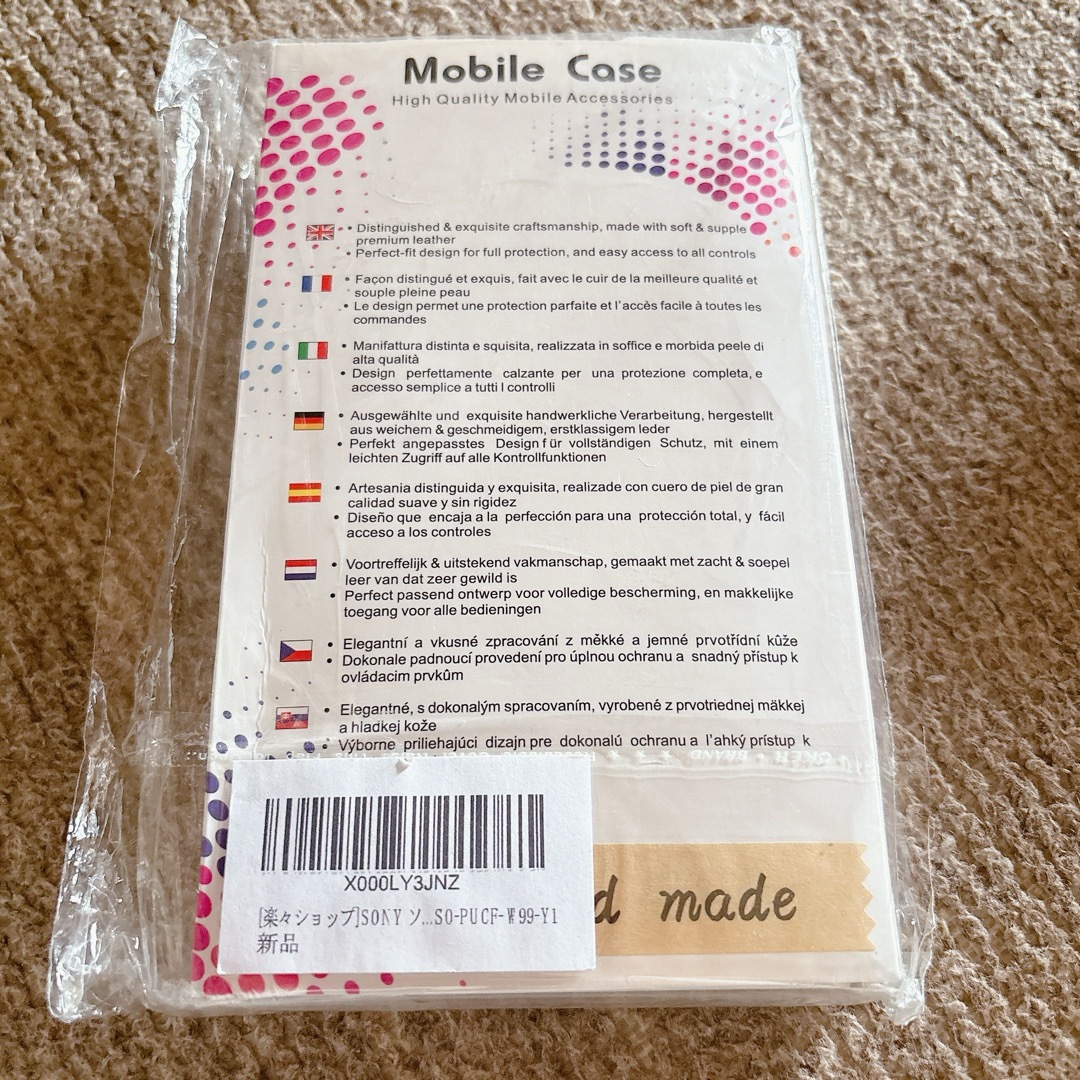 Mobile Case
High Quality Mobile Accessories
• Distinguished & exquisite craftsmanship, made with soft & supple
premium leather
• Perfect-fit design for full protection, and easy access to all controls
• Façon distingué et exquis, fait avec le cuir de la meilleure qualité et
souple pleine peau
• Le design permet une protection parfaite et l'accès facile à toutes les
commandes
• Manifattura distinta e squisita, realizzata in soffice e morbida peele di
alta qualità
• Design perfettamente calzante per una protezione completa, e
accesso semplice a tutti l controlli
• Ausgewählte und exquisite handwerkliche Verarbeitung, hergestellt
aus weichem & geschmeidigem, erstklassigem leder
• Perfekt angepasstes Design für vollständigen Schutz, mit einem
leichten Zugriff auf alle Kontrollfunktionen
• Artesania distinguida y exquisita, realizade con cuero de piel de gran
calidad suave y sin rigidez
• Diseño que encaja a la perfección para una protección total, y fácil
acceso a los controles
• Voortreffelijk & uitstekend vakmanschap, gemaakt met zacht & soepel
leer van dat zeer gewild is
• Perfect passend ontwerp voor volledige bescherming, en makkelijke
toegang voor alle bedieningen
• Elegantní a vkusné zpracování z měkké a jemné prvotřídní kůže
• Dokonale padnoucí provedení pro úplnou ochranu a snadný přístup k
ovládacim prvkům
• Elegantné, s dokonalým spracovaním, vyrobené z prvotriednej mäkkej
a hladkej kože
• Výborne priliehajúci dizajn pre dokonalú ochranu a l'ahký prístup k
d made
X000LY3JNZ
[楽々ショップ]SONY ソ...SO-PUCF-W99-Y1
新品